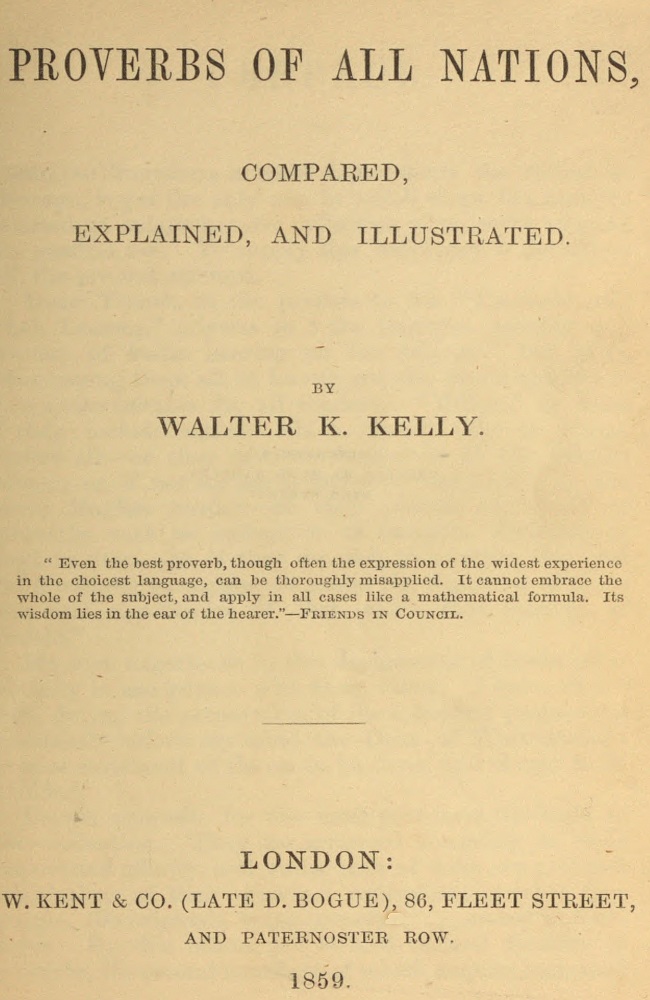 PROVERBS OF ALL NATIONS,
COMPARED,
EXPLAINED, AND ILLUSTRATED.
BY
WALTER K. KELLY.
“ Even the best proverb, though often the expression of the widest experience
in the choicest language, can be thoroughly misapplied. It cannot embrace the
whole of the subject, and apply in all cases like a mathematical formula. Its
wisdom lies in the ear of the hearer.”—FRIENDS IN COUNCIL.
LONDON:
W. KENT & CO. (LATE D. BOGUE), 86, FLEET STREET,
AND PATERNOSTER ROW.
1859.